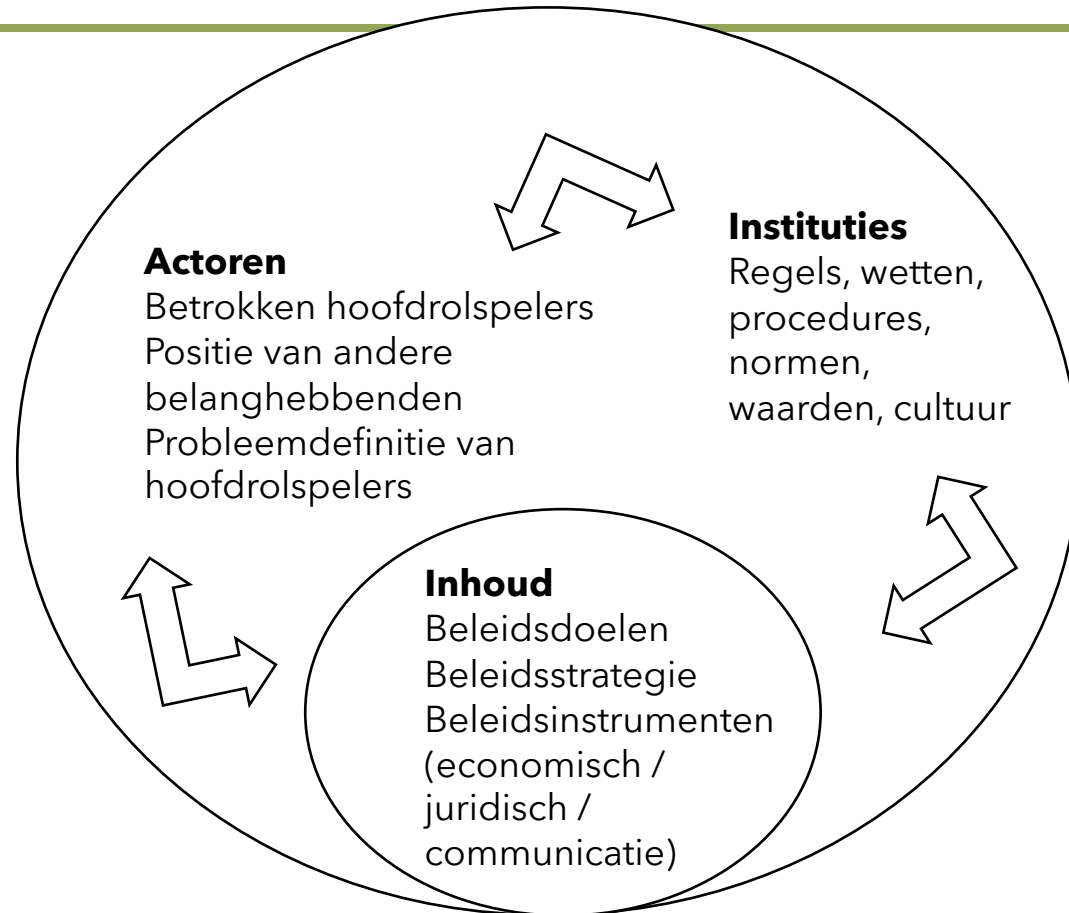 Actoren
Betrokken hoofdrolspelers
Positie van andere
belanghebbenden
Probleemdefinitie van
hoofdrolspelers
Instituties
Regels, wetten,
procedures,
normen,
waarden, cultuur
Inhoud
Beleidsdoelen
Beleidsstrategie
Beleidsinstrumenten
(economisch /
juridisch /
communicatie)